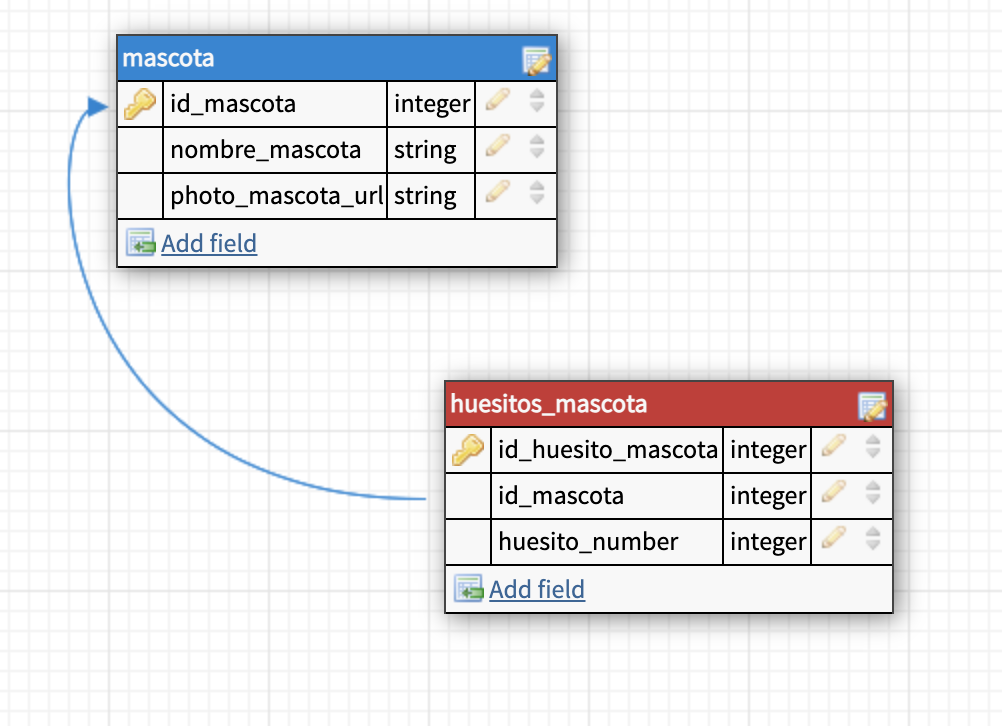 mascota
id_mascota integer
nombre_mascota string
photo_mascota_url string
Add field
huesitos_mascota
id_huesito_mascota integer
id_mascota integer
huesito_number integer
Add field